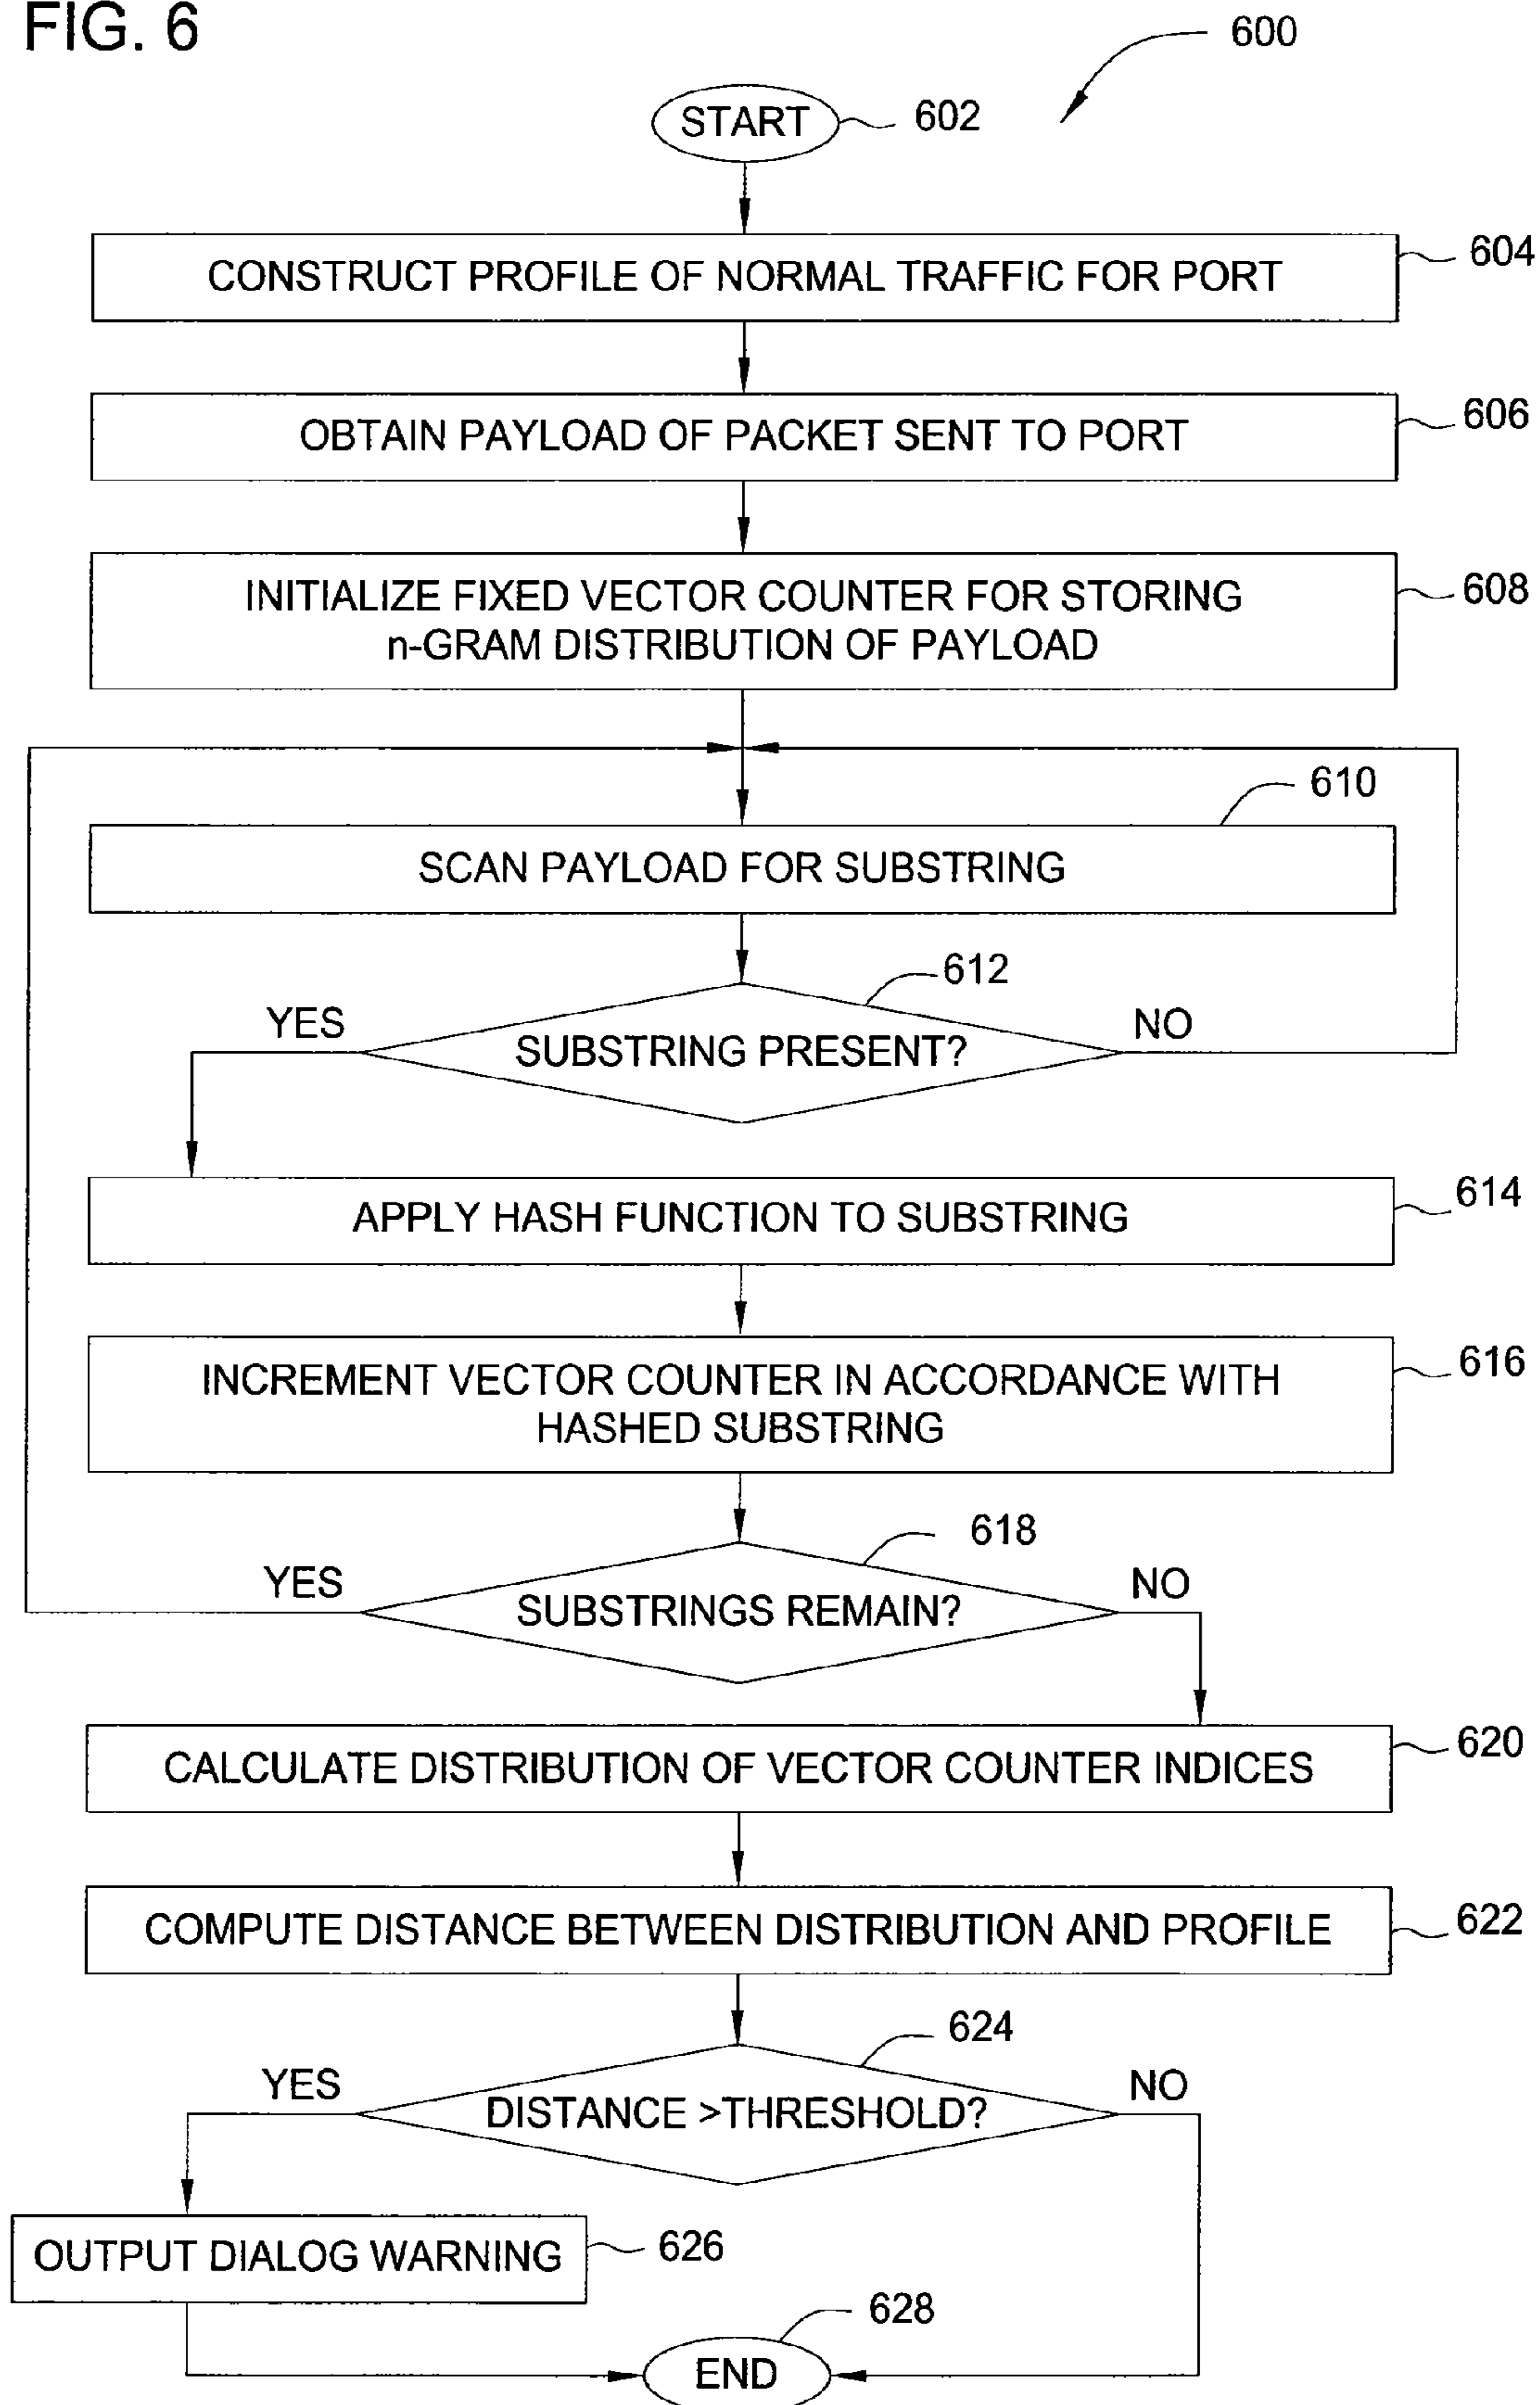 FIG. 6
600
START
602
CONSTRUCT PROFILE OF NORMAL TRAFFIC FOR PORT
604
OBTAIN PAYLOAD OF PACKET SENT TO PORT
606
INITIALIZE FIXED VECTOR COUNTER FOR STORING
n-GRAM DISTRIBUTION OF PAYLOAD
608
610
SCAN PAYLOAD FOR SUBSTRING
612
YES
SUBSTRING PRESENT?
NO
APPLY HASH FUNCTION TO SUBSTRING
614
INCREMENT VECTOR COUNTER IN ACCORDANCE WITH
HASHED SUBSTRING
616
618
YES
SUBSTRINGS REMAIN?
NO
CALCULATE DISTRIBUTION OF VECTOR COUNTER INDICES
620
COMPUTE DISTANCE BETWEEN DISTRIBUTION AND PROFILE
622
624
YES
DISTANCE >THRESHOLD?
NO
OUTPUT DIALOG WARNING
626
628
END